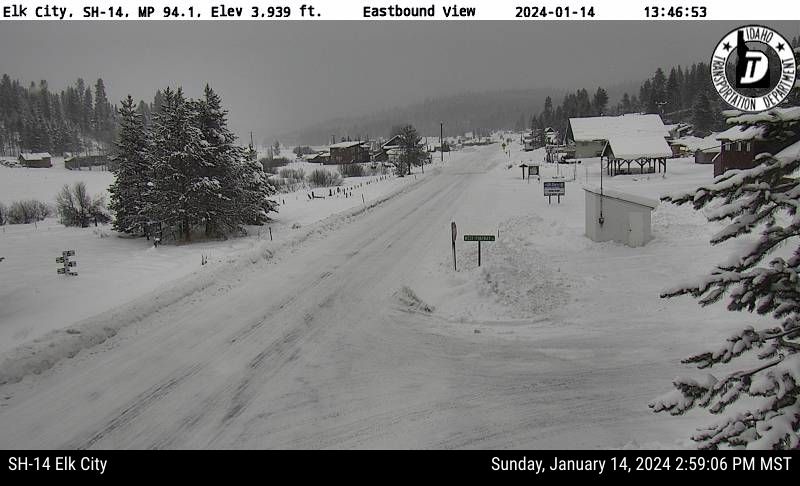 Elk City, SH-14, MP 94.1, Elev 3,939 ft. Eastbound View 2024-01-14 13:46:53
IDAHO
TRANSPORTATION DEPARTMENT
SH-14 Elk City Sunday, January 14, 2024 2:59:06 PM MST